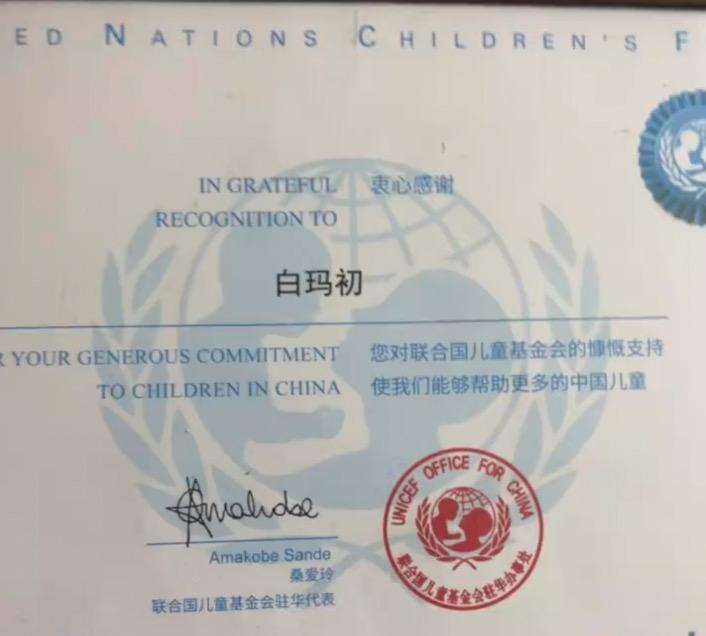 ED NATIONS CHILDREN'S F
IN GRATEFUL 衷心感谢
RECOGNITION TO
白玛初
R YOUR GENEROUS COMMITMENT 您对联合国儿童基金会的慷慨支持
TO CHILDREN IN CHINA 使我们能够帮助更多的中国儿童
Amakobe
Amakobe Sande
桑爱玲
联合国儿童基金会驻华代表
UNICEF OFFICE FOR CHINA
联合国儿童基金会驻华办事处